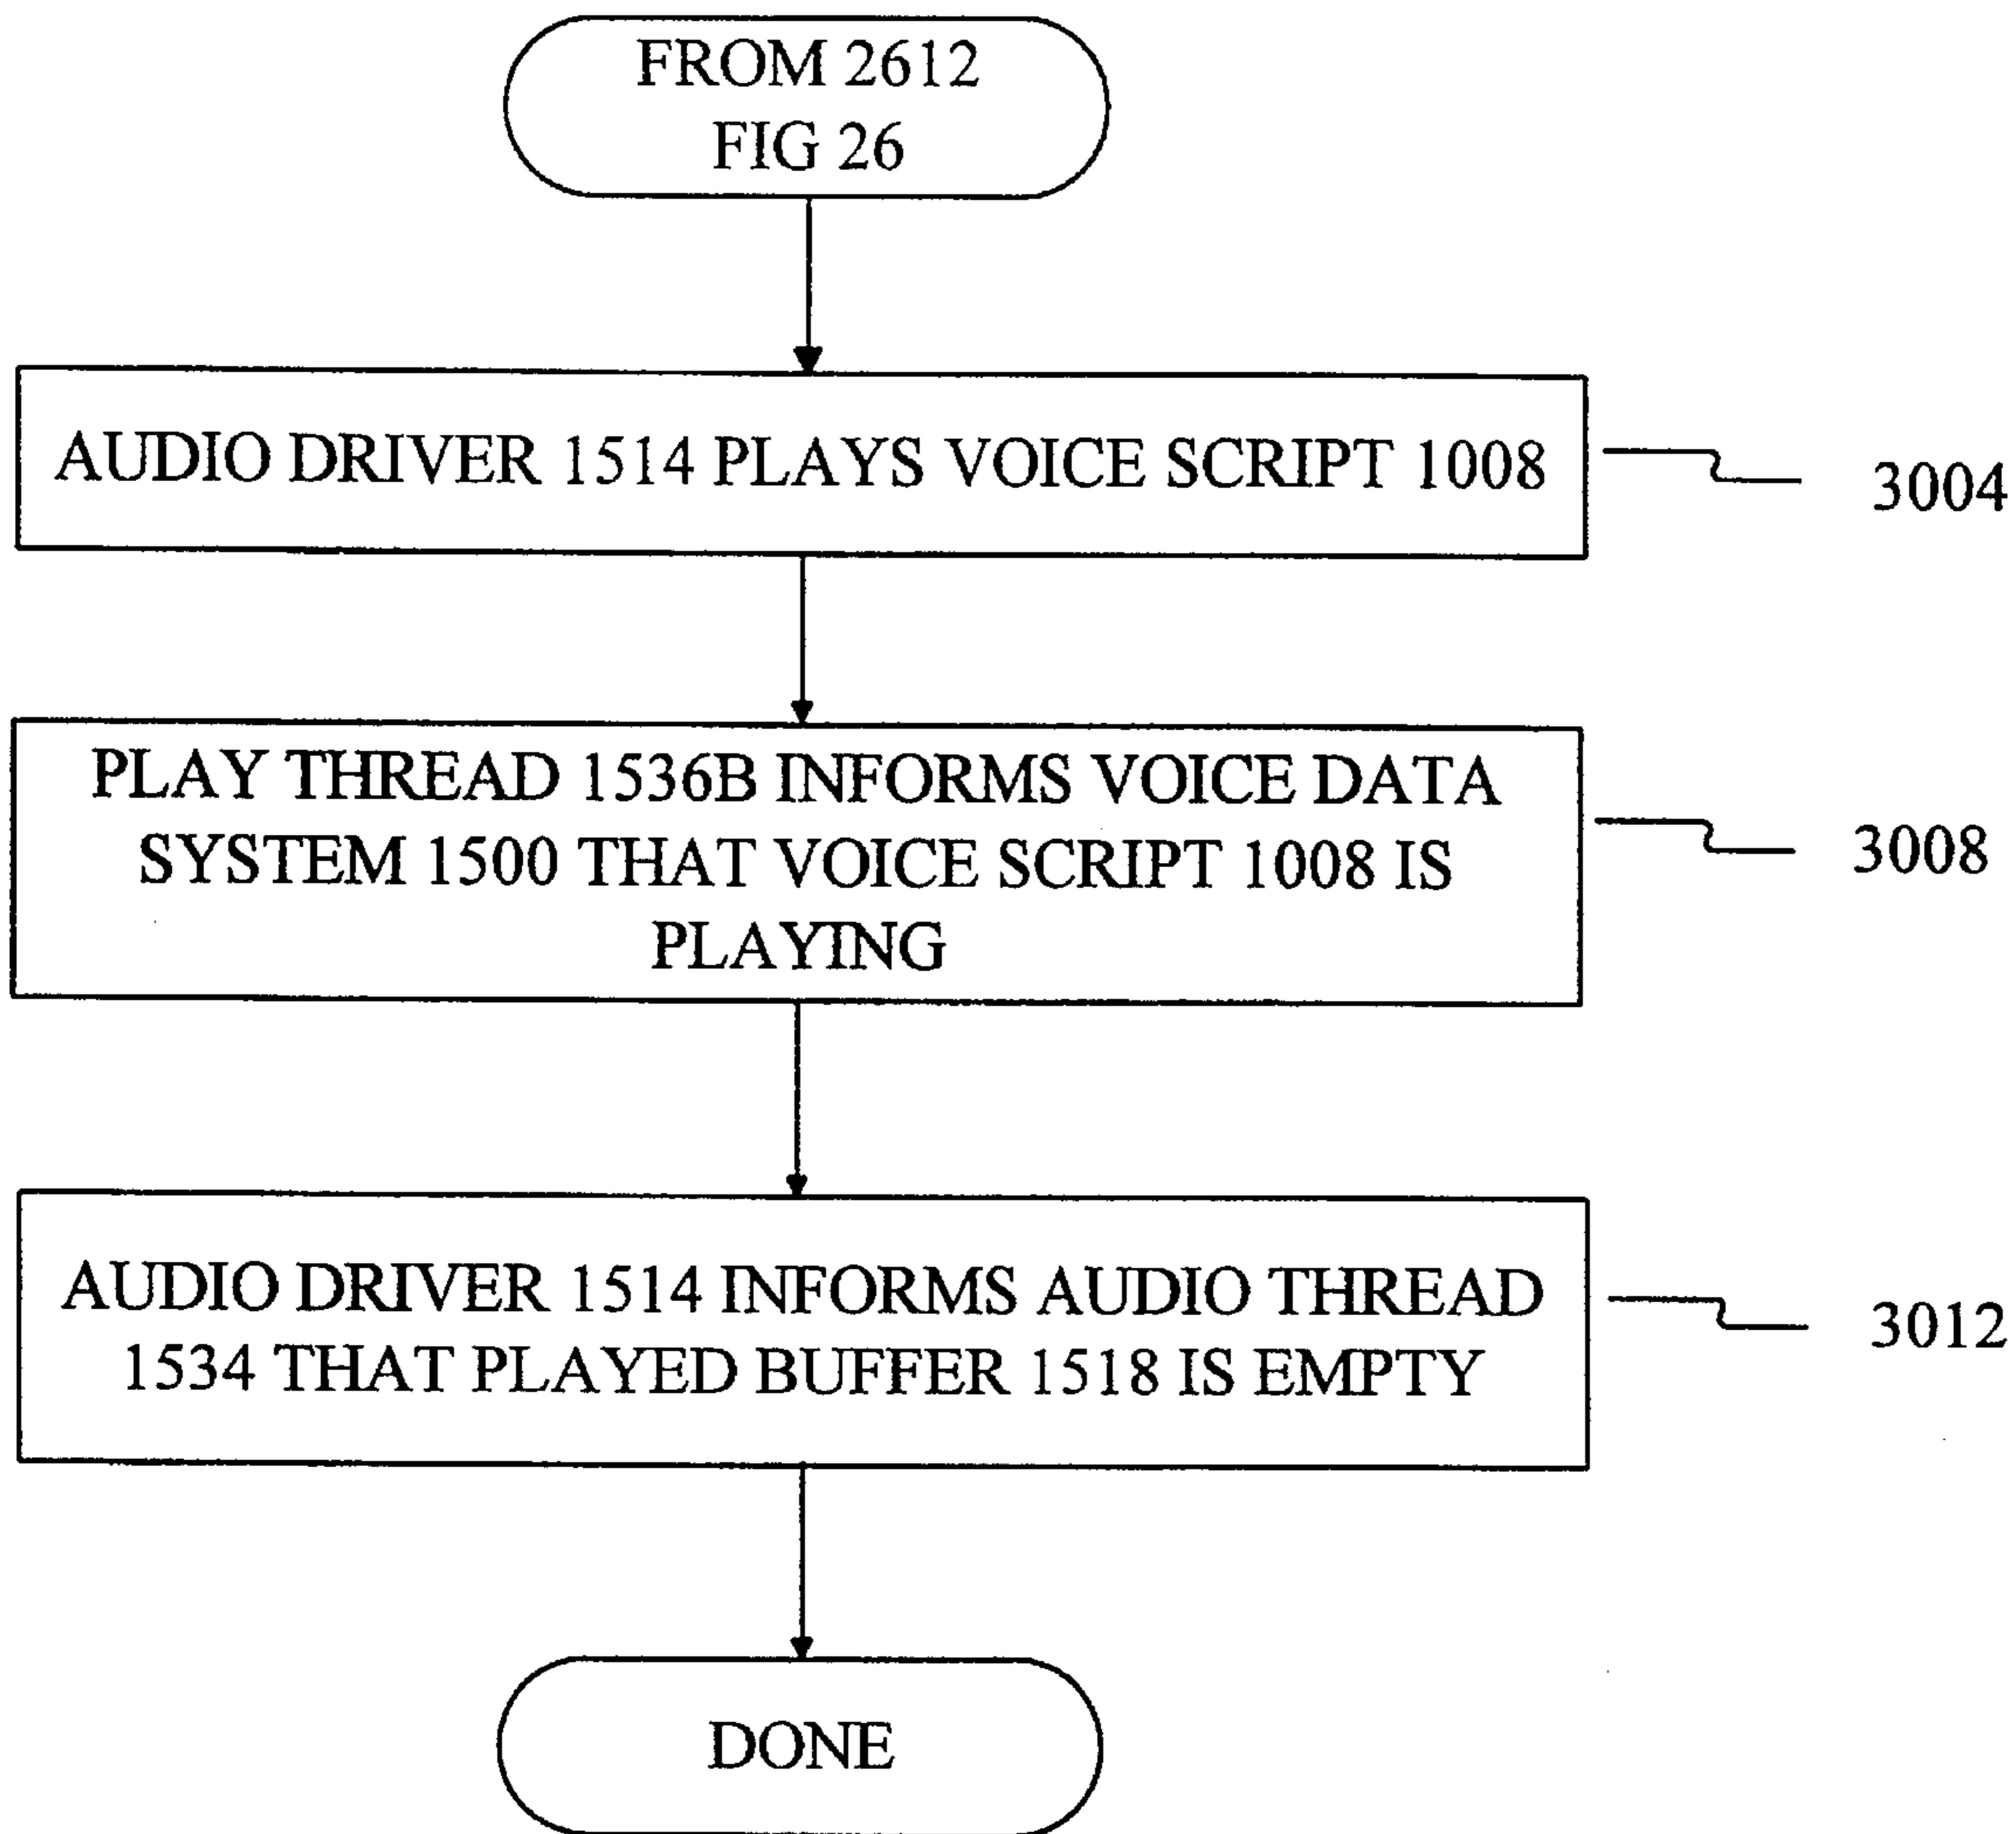 FROM 2612
FIG 26
AUDIO DRIVER 1514 PLAYS VOICE SCRIPT 1008
3004
PLAY THREAD 1536B INFORMS VOICE DATA
SYSTEM 1500 THAT VOICE SCRIPT 1008 IS
PLAYING
3008
AUDIO DRIVER 1514 INFORMS AUDIO THREAD
1534 THAT PLAYED BUFFER 1518 IS EMPTY
3012
DONE